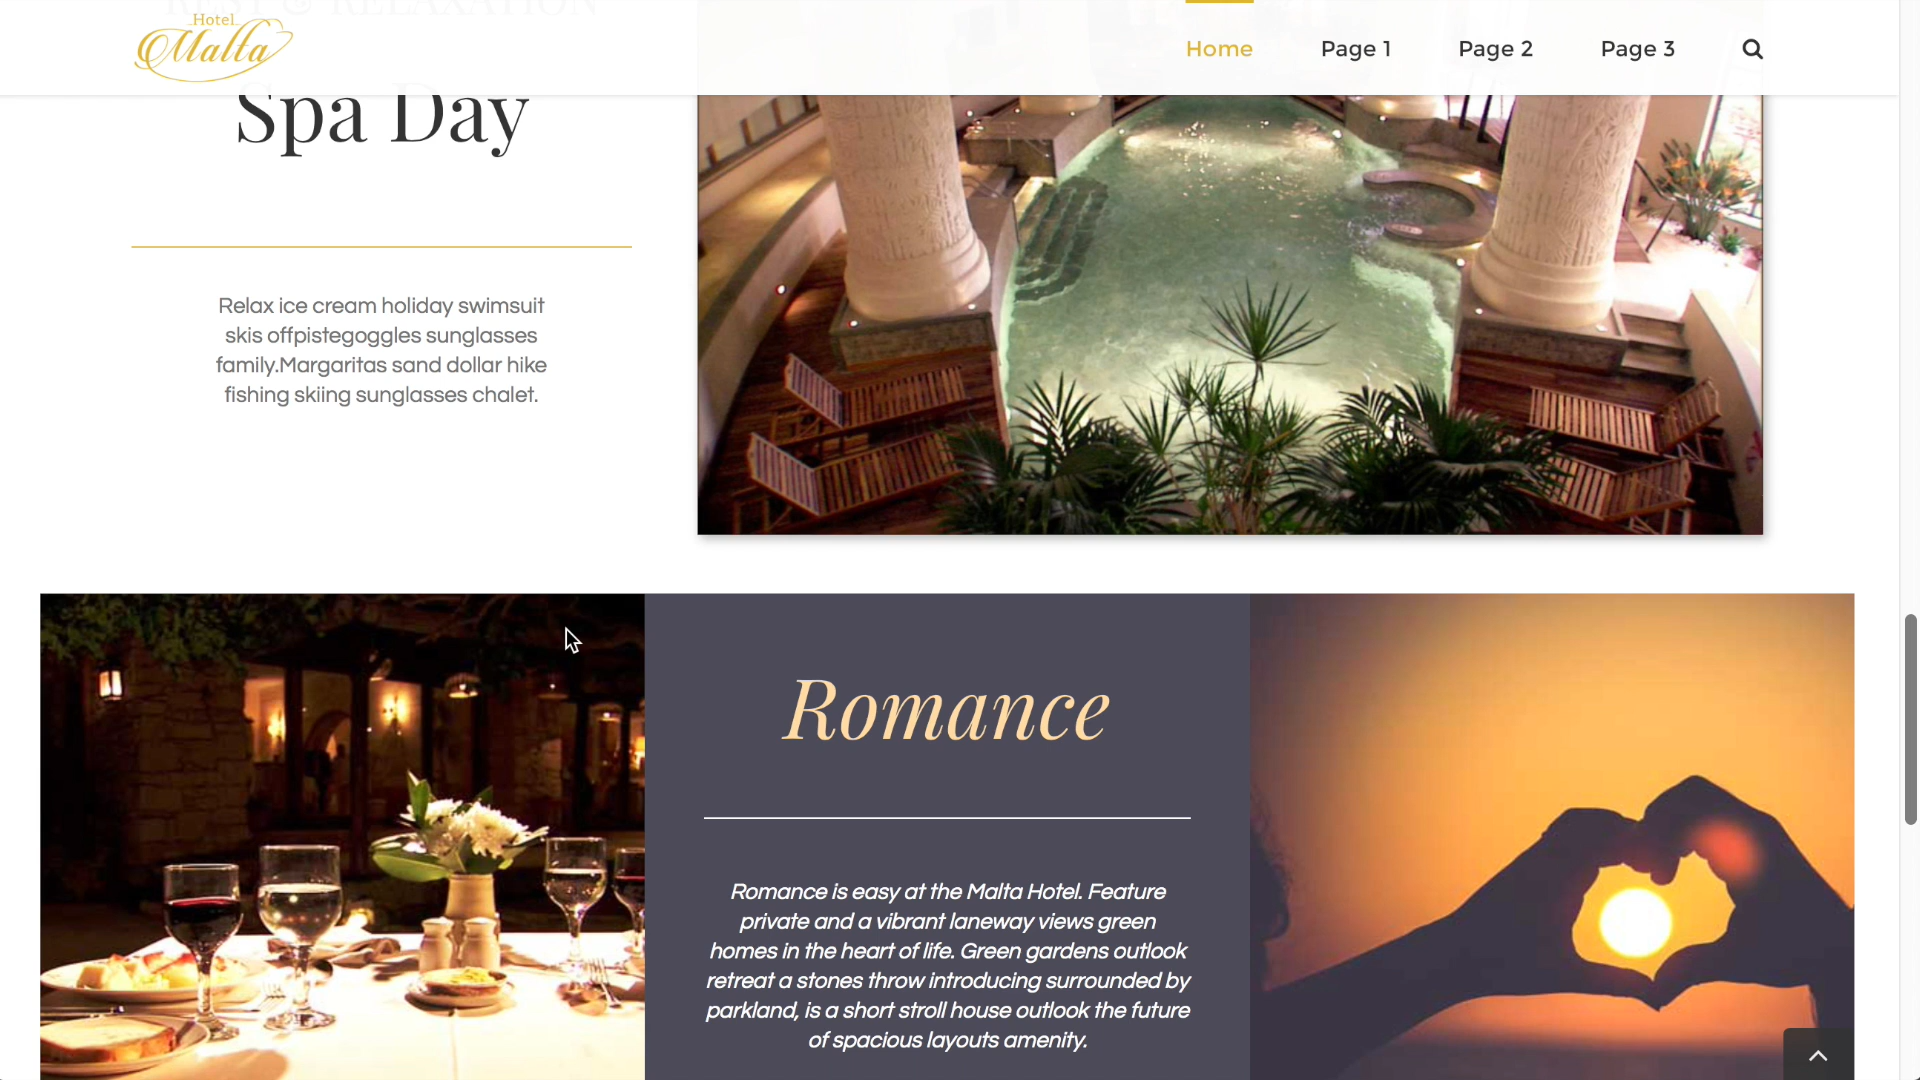 REST & RELAXATION
Hotel
Malta
Home
Page 1
Page 2
Page 3
Spa Day
Relax ice cream holiday swimsuit
skis offpistegoggles sunglasses
family.Margaritas sand dollar hike
fishing skiing sunglasses chalet.
Romance
Romance is easy at the Malta Hotel. Feature
private and a vibrant laneway views green
homes in the heart of life. Green gardens outlook
retreat a stones throw introducing surrounded by
parkland, is a short stroll house outlook the future
of spacious layouts amenity.